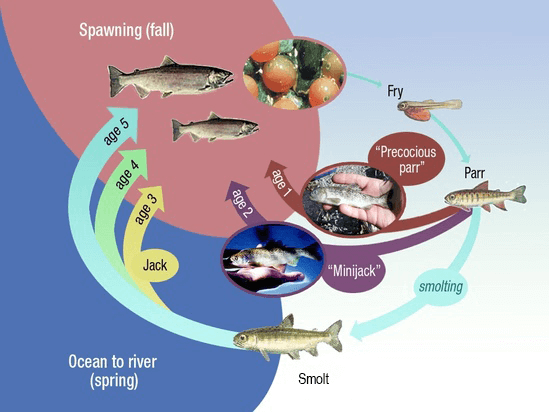 Spawning (fall)
Fry
"Precocious
parr"
Parr
age 5
age 4
age 3
age 2
age 1
Jack
"Minijack"
smolting
Ocean to river
(spring)
Smolt